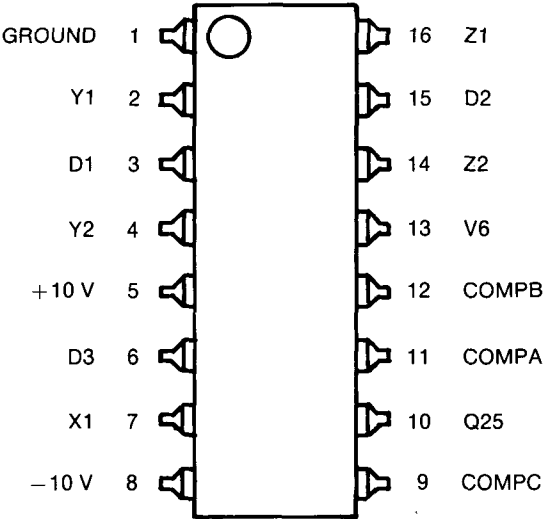 GROUND 1 16 Z1
Y1 2 15 D2
D1 3 14 Z2
Y2 4 13 V6
+10 V 5 12 COMPB
D3 6 11 COMPA
X1 7 10 Q25
−10 V 8 9 COMPC